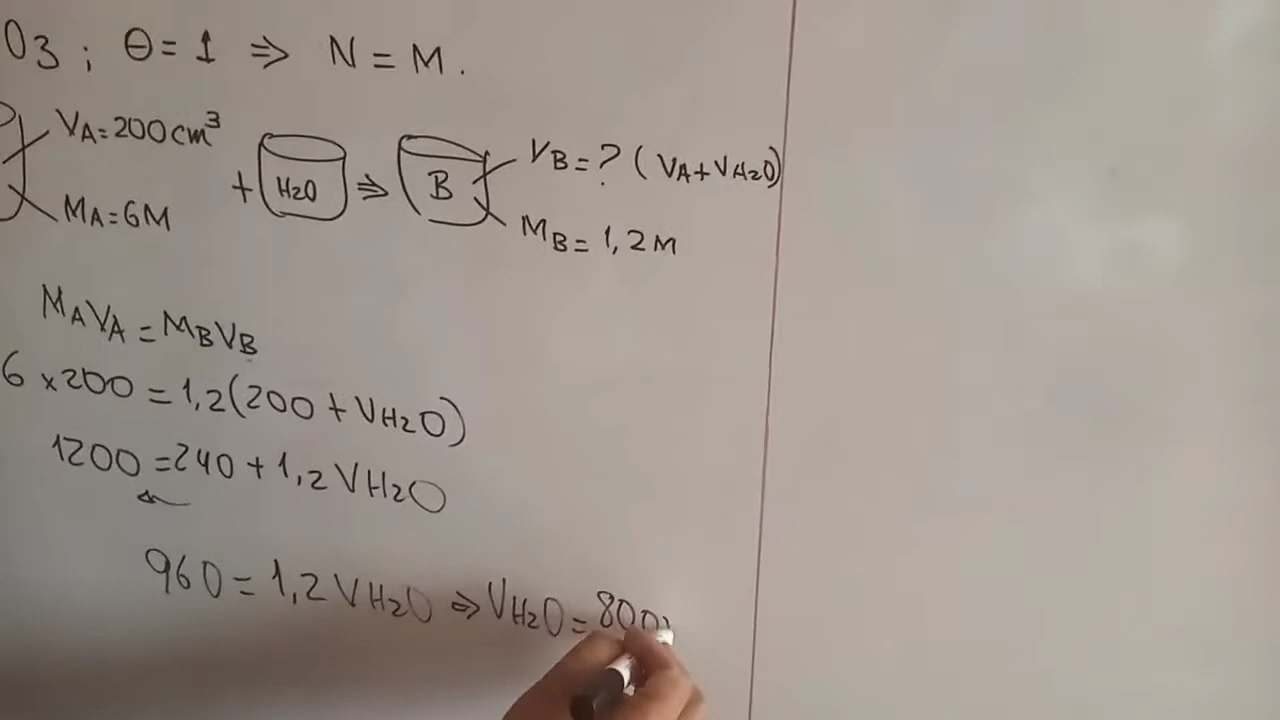 O3 ; θ = 1 ⇒ N = M.
VA = 200 cm³
MA = 6M
+ H2O ⇒ B
VB = ? (VA + VH2O)
MB = 1,2 M
MAVA = MBVB
6 x 200 = 1,2 (200 + VH2O)
1200 = 240 + 1,2 VH2O
960 = 1,2 VH2O ⇒ VH2O = 800